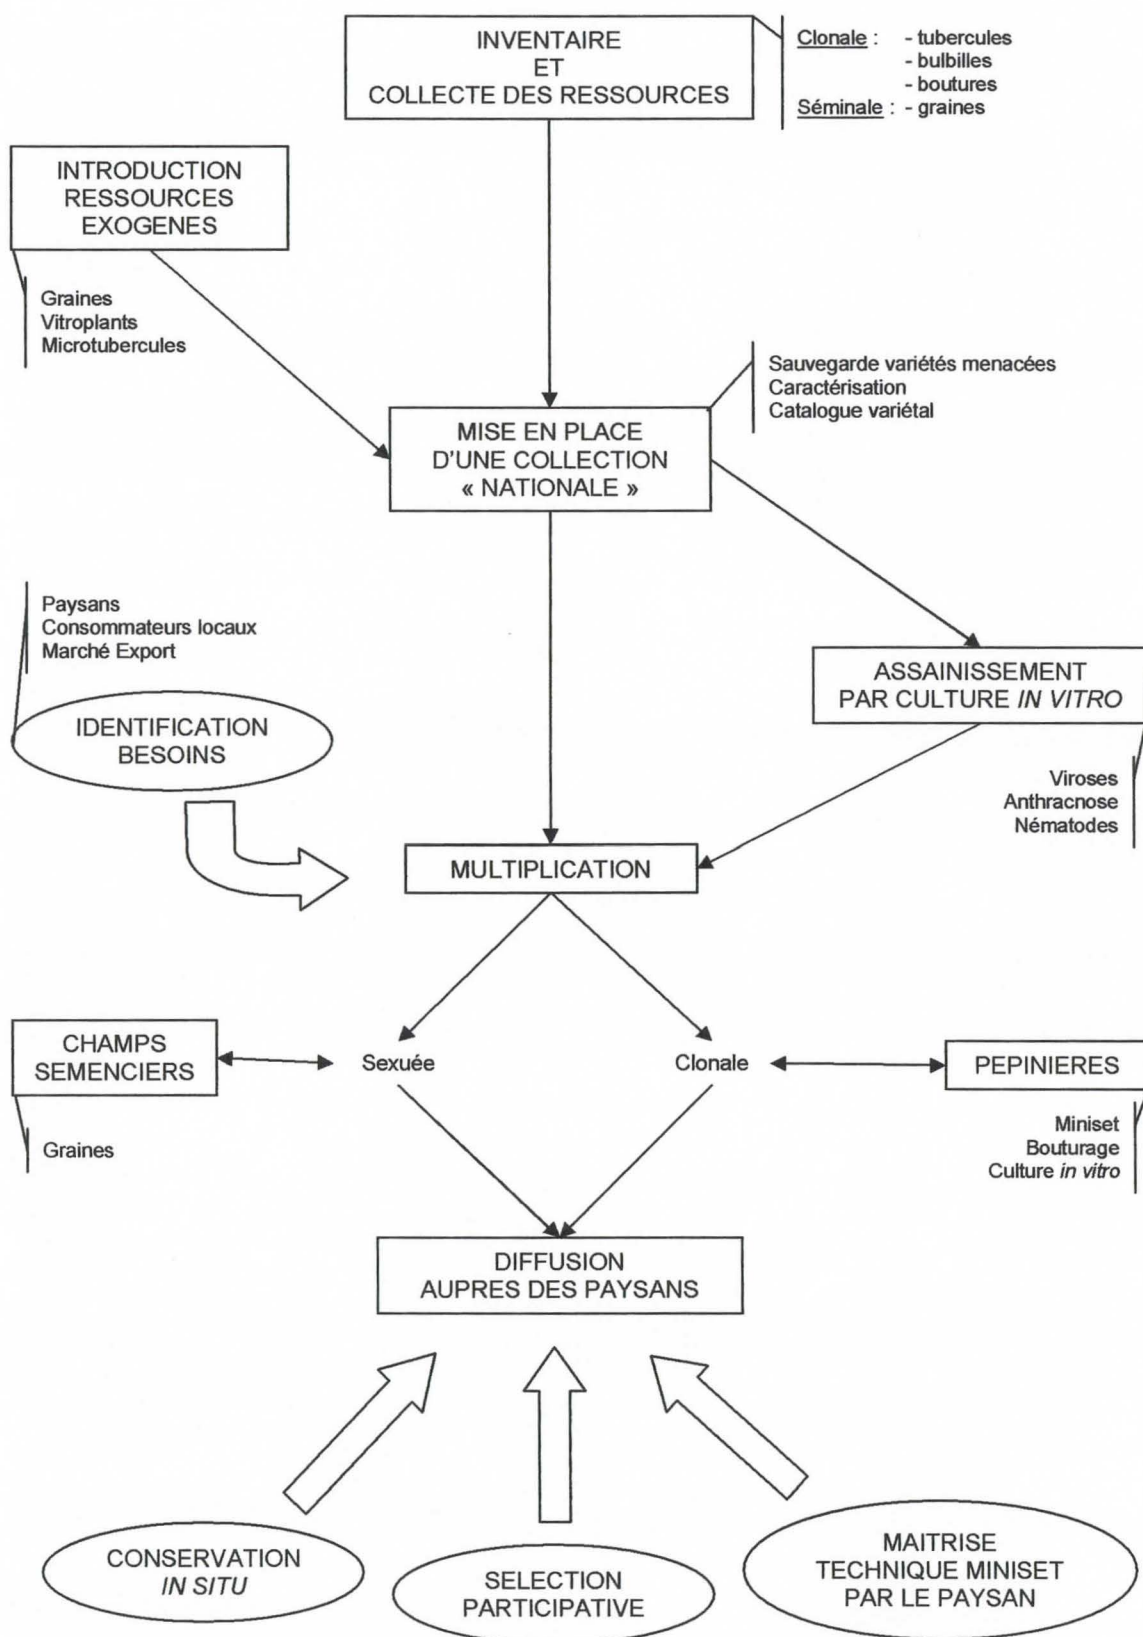 INVENTAIRE
ET
COLLECTE DES RESSOURCES
Clonale : - tubercules
- bulbilles
- boutures
Séminale : - graines
INTRODUCTION
RESSOURCES
EXOGENES
Graines
Vitroplants
Microtubercules
Sauvegarde variétés menacées
Caractérisation
Catalogue variétal
MISE EN PLACE
D'UNE COLLECTION
« NATIONALE »
Paysans
Consommateurs locaux
Marché Export
IDENTIFICATION
BESOINS
ASSAINISSEMENT
PAR CULTURE IN VITRO
Viroses
Anthracnose
Nématodes
MULTIPLICATION
CHAMPS
SEMENCIERS
Sexuée
Clonale
PEPINIERES
Graines
Miniset
Bouturage
Culture in vitro
DIFFUSION
AUPRES DES PAYSANS
CONSERVATION
IN SITU
SELECTION
PARTICIPATIVE
MAITRISE
TECHNIQUE MINISET
PAR LE PAYSAN